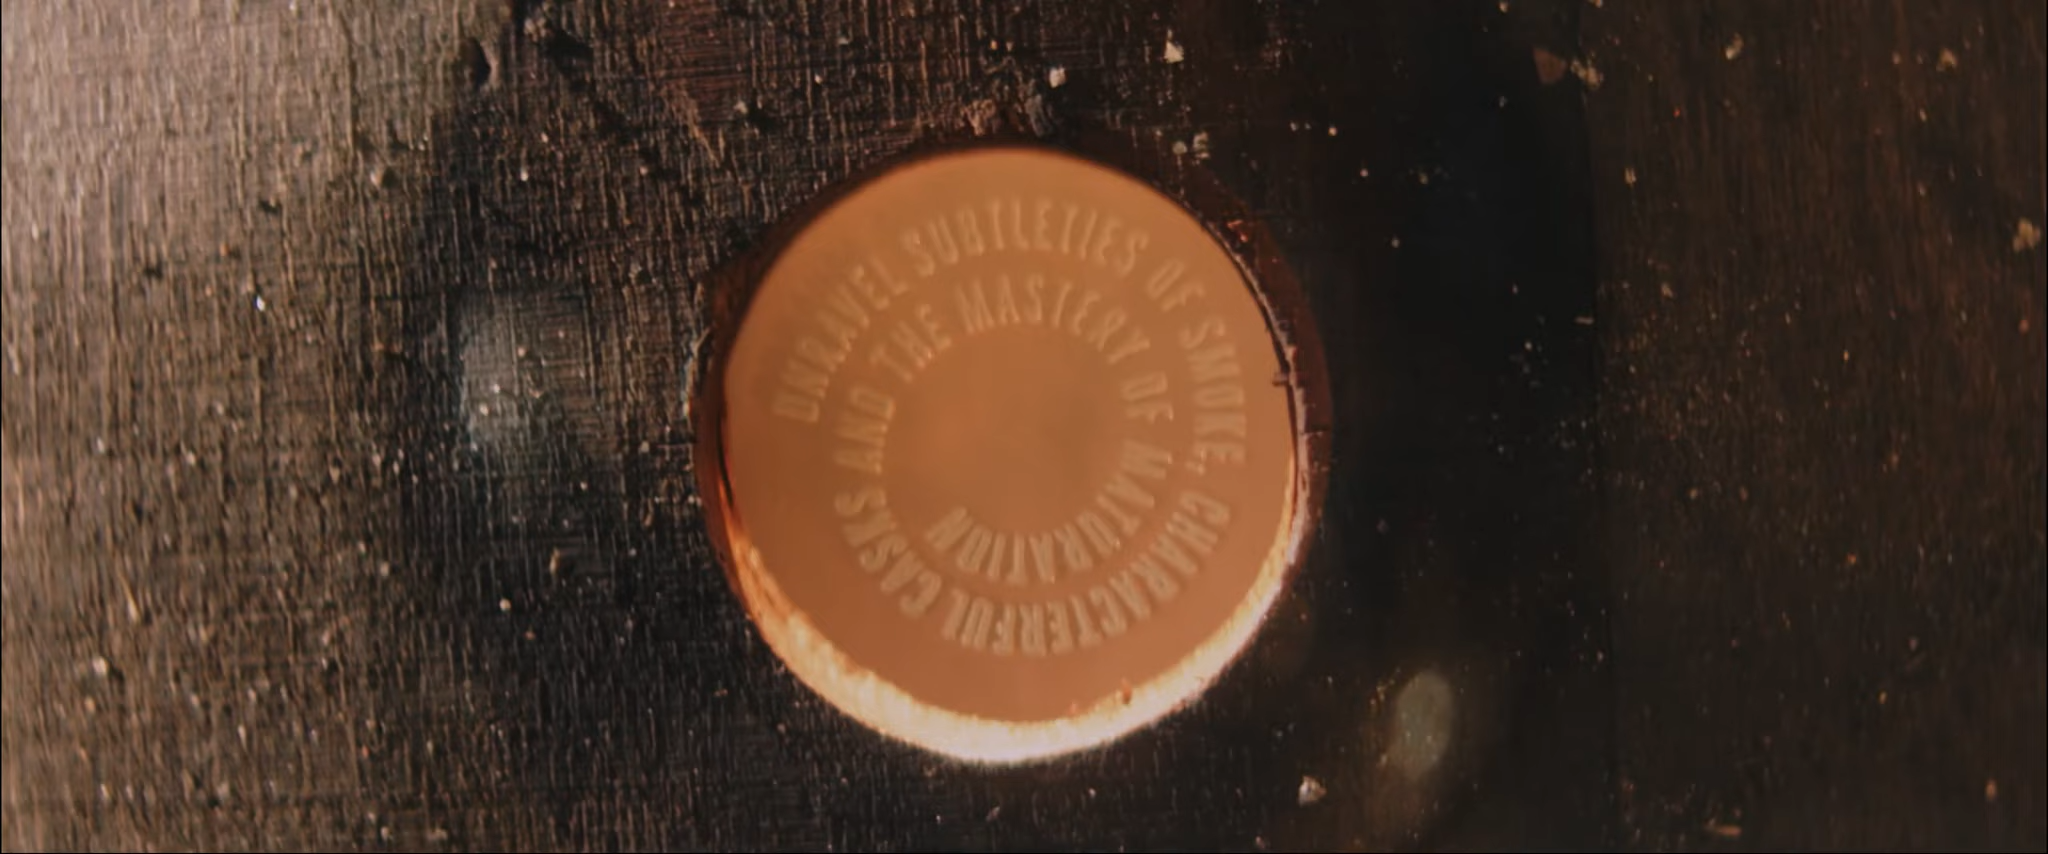 UNRAVEL SUBTLETIES OF SMOKE, CHARACTERFUL CASKS AND THE MASTERY OF MATURATION